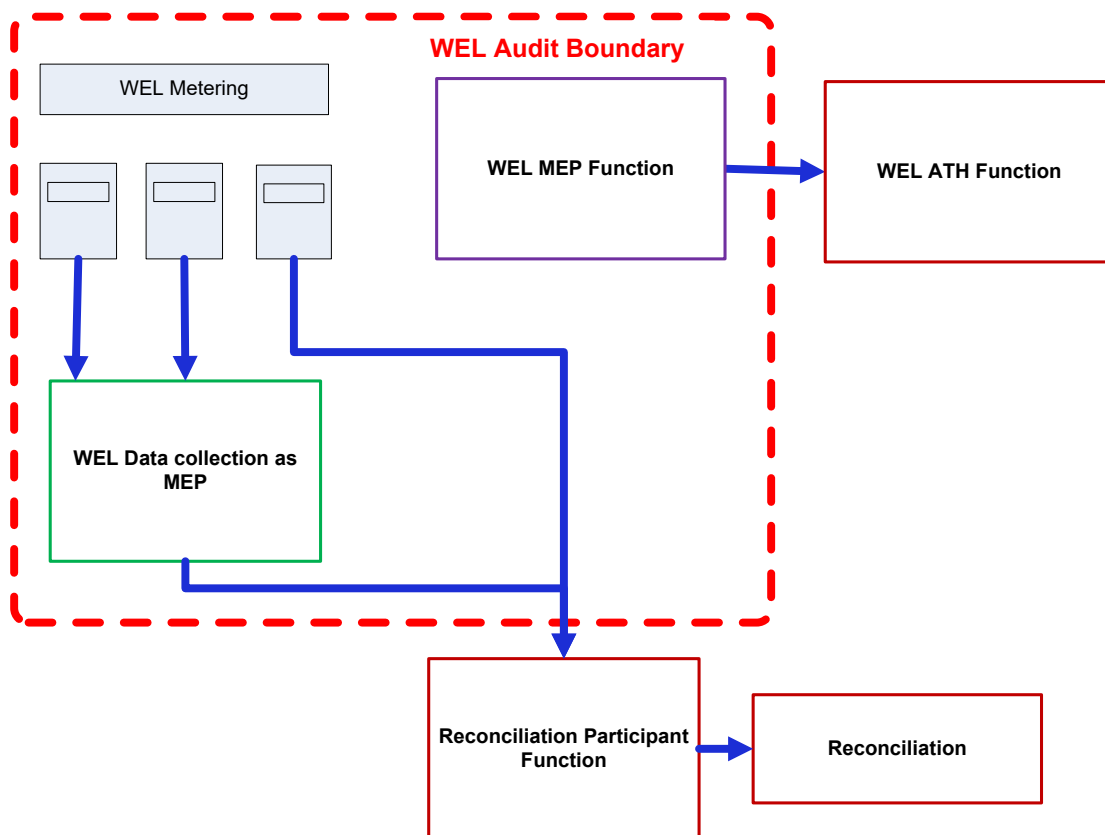 WEL Audit Boundary
WEL Metering
WEL MEP Function
WEL ATH Function
WEL Data collection as
MEP
Reconciliation Participant
Function
Reconciliation